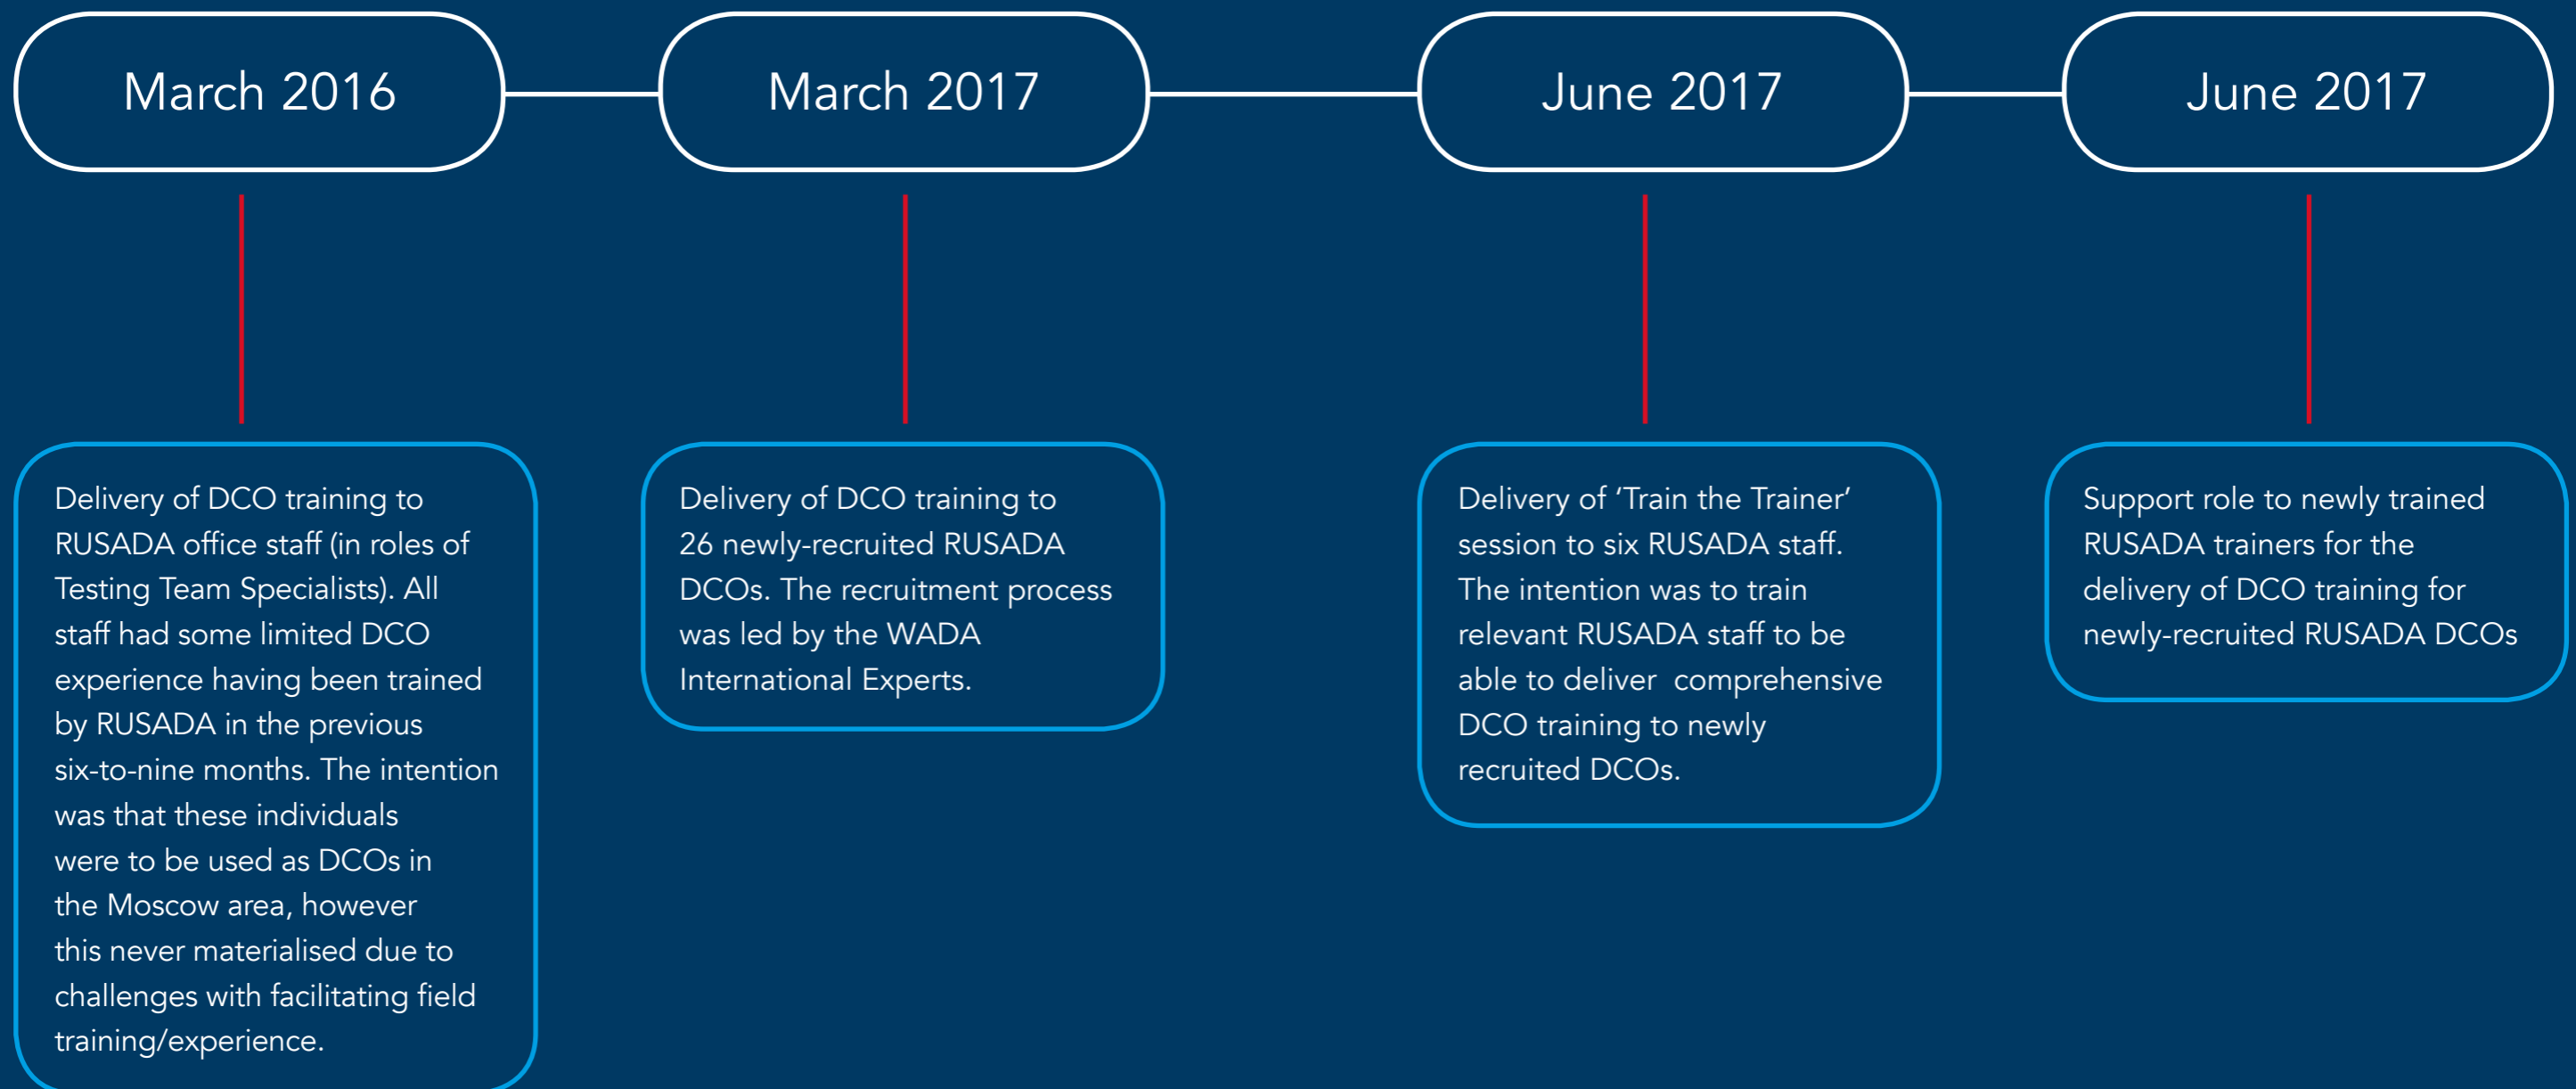 March 2016
March 2017
June 2017
June 2017
Delivery of DCO training to
RUSADA office staff (in roles of
Testing Team Specialists). All
staff had some limited DCO
experience having been trained
by RUSADA in the previous
six-to-nine months. The intention
was that these individuals
were to be used as DCOs in
the Moscow area, however
this never materialised due to
challenges with facilitating field
training/experience.
Delivery of DCO training to
26 newly-recruited RUSADA
DCOs. The recruitment process
was led by the WADA
International Experts.
Delivery of ‘Train the Trainer’
session to six RUSADA staff.
The intention was to train
relevant RUSADA staff to be
able to deliver  comprehensive
DCO training to newly
recruited DCOs.
Support role to newly trained
RUSADA trainers for the
delivery of DCO training for
newly-recruited RUSADA DCOs